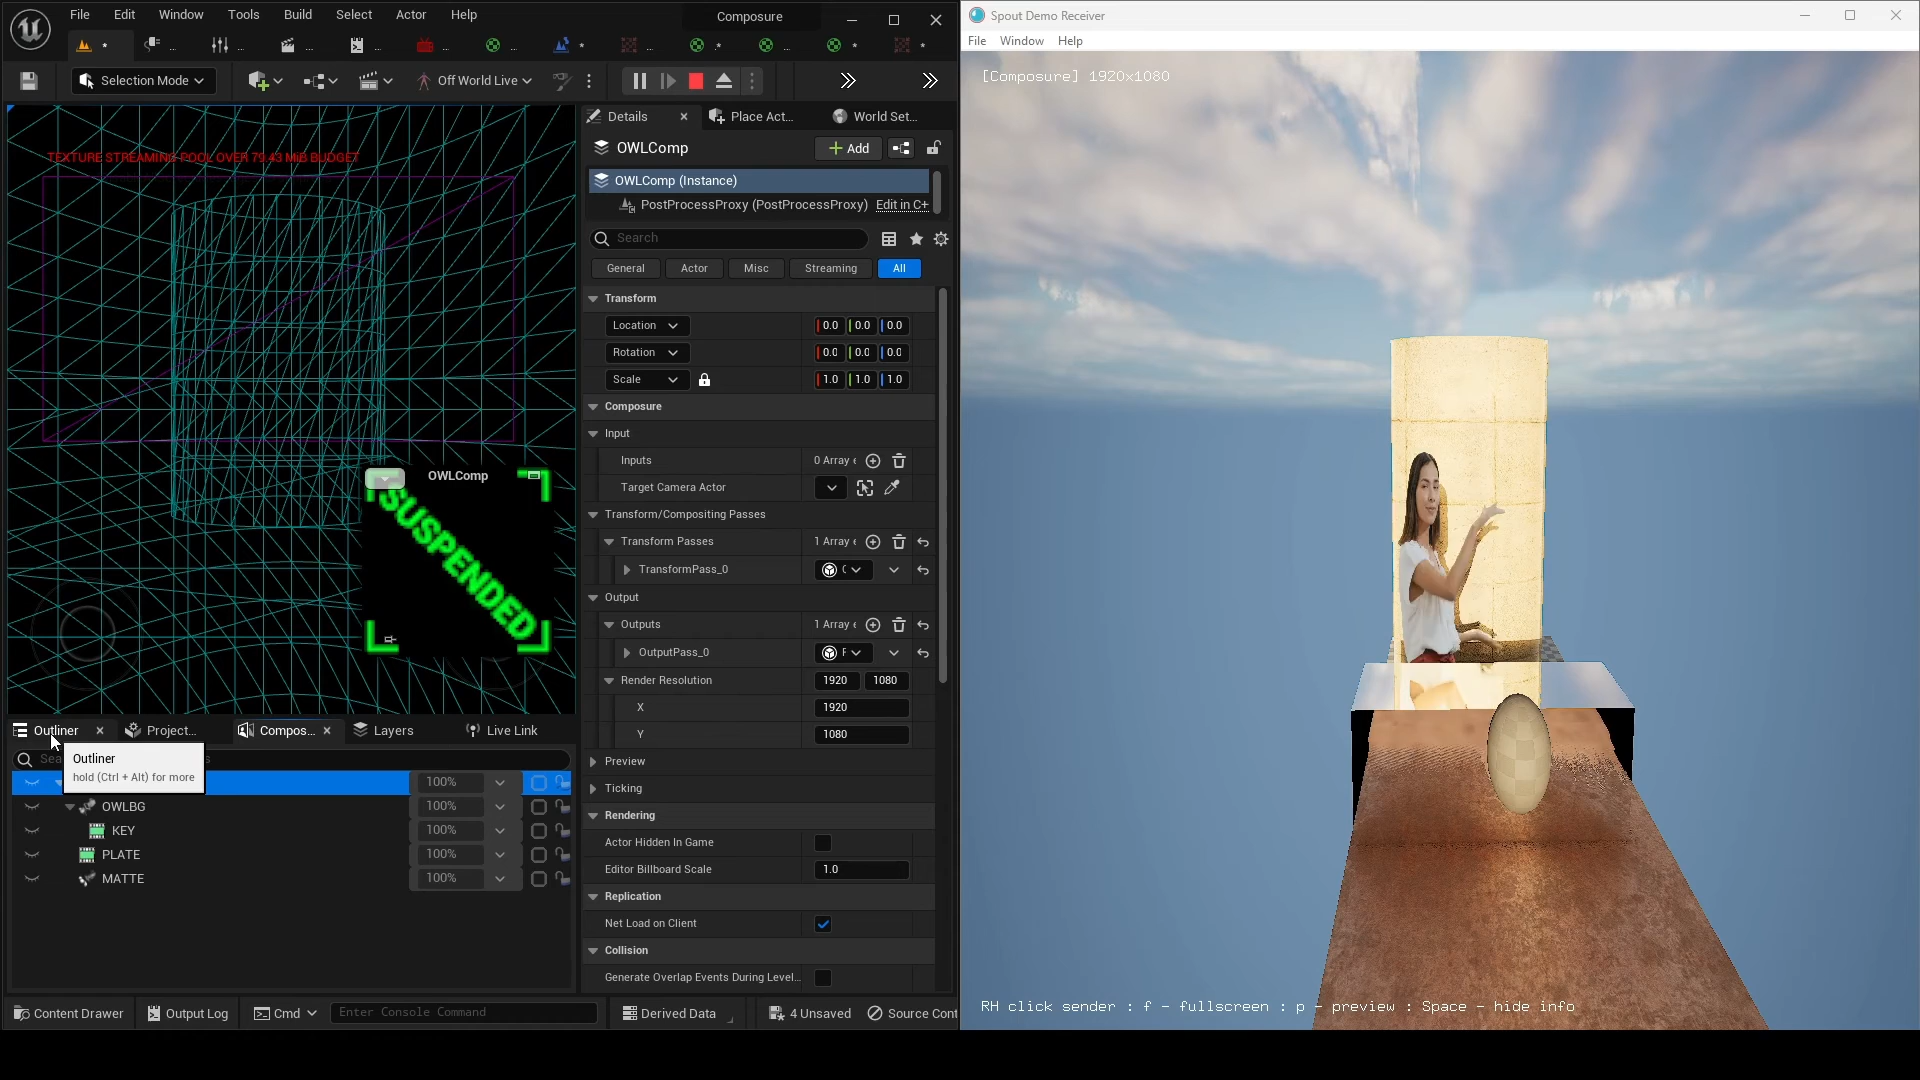 File Edit Window Tools Build Select Actor Help
Composure
Selection Mode
Off World Live
TEXTURE STREAMING POOL OVER 79.43 MiB BUDGET
OWLComp
SUSPENDED
Details
Place Act...
World Set...
OWLComp
Add
OWLComp (Instance)
PostProcessProxy (PostProcessProxy) Edit in C+
Search
General Actor Misc Streaming All
Transform
Location 0.0 0.0 0.0
Rotation 0.0 0.0 0.0
Scale 1.0 1.0 1.0
Composure
Input
Inputs 0 Array e
Target Camera Actor
Transform/Compositing Passes
Transform Passes 1 Array e
TransformPass_0
Output
Outputs 1 Array e
OutputPass_0
Render Resolution 1920 1080
X 1920
Y 1080
Preview
Ticking
Rendering
Actor Hidden In Game
Editor Billboard Scale 1.0
Replication
Net Load on Client
Collision
Generate Overlap Events During Level...
Outliner
Project...
Compos...
Layers
Live Link
Outliner
hold (Ctrl + Alt) for more
100%
OWLBG 100%
KEY 100%
PLATE 100%
MATTE 100%
Content Drawer
Output Log
Cmd
Enter Console Command
Derived Data
4 Unsaved
Source Cont
Spout Demo Receiver
File Window Help
[Composure] 1920x1080
RH click sender : f - fullscreen : p - preview : Space - hide info